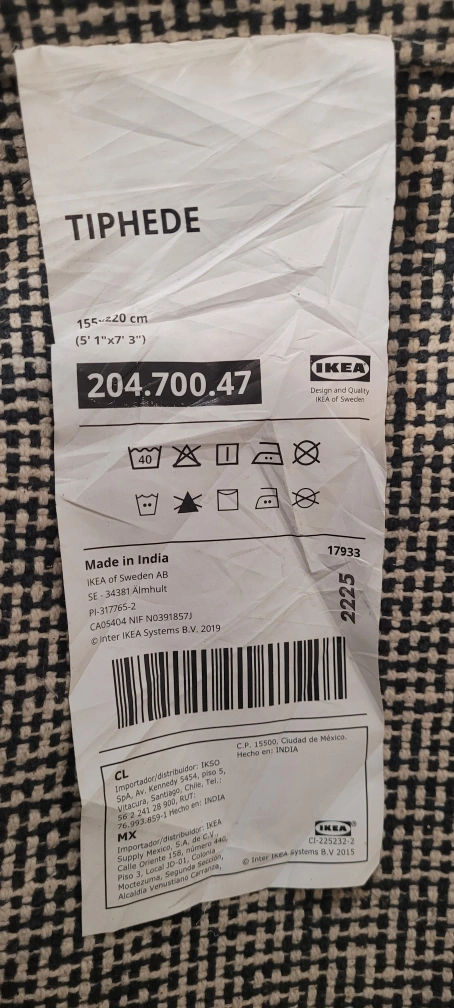 TIPHEDE
155x220 cm
(5' 1"x7' 3")
204.700.47
IKEA
Design and Quality
IKEA of Sweden
40
Made in India
IKEA of Sweden AB
SE - 34381 Älmhult
PI-317765-2
CA05404 NIF N0391857J
© Inter IKEA Systems B.V. 2019
17933
2225
CL
Importador/distribuidor: IKSO
SpA, Av. Kennedy 5454, piso 5,
Vitacura, Santiago, Chile, Tel.:
56 2 241 28 900, RUT:
76.993.859-1 Hecho en: INDIA
MX
Importador/distribuidor: IKEA
Supply Mexico, S.A. de C.V.,
Calle Oriente 158, número 440,
Piso 3, Local JD-01, Colonia
Moctezuma, Segunda Sección,
Alcaldía Venustiano Carranza,
C.P. 15500, Ciudad de México.
Hecho en: INDIA
IKEA®
CI-225232-2
© Inter IKEA Systems B.V 2015